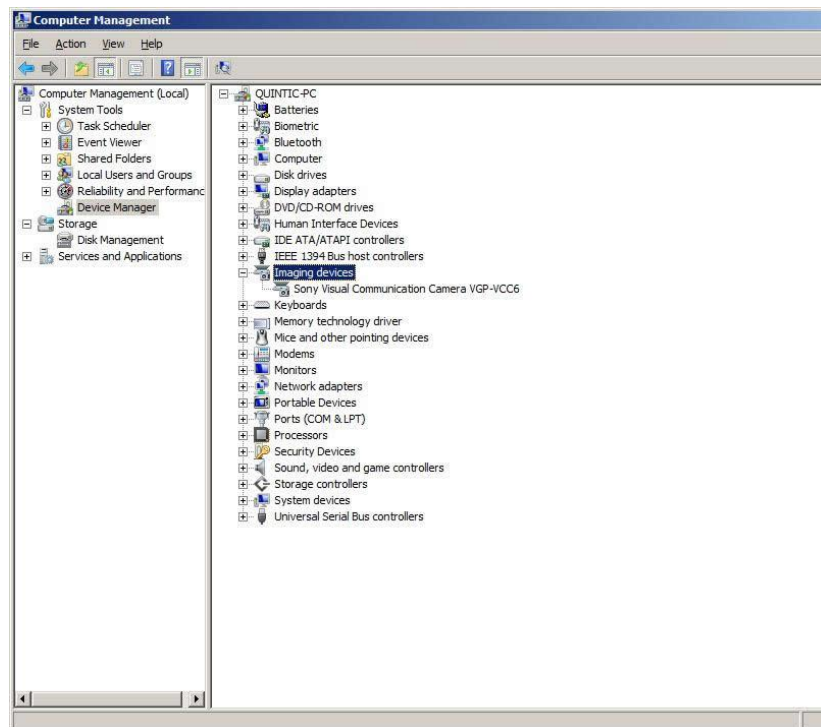 Computer Management
File Action View Help
Computer Management (Local)
System Tools
Task Scheduler
Event Viewer
Shared Folders
Local Users and Groups
Reliability and Performanc
Device Manager
Storage
Disk Management
Services and Applications
QUINTIC-PC
Batteries
Biometric
Bluetooth
Computer
Disk drives
Display adapters
DVD/CD-ROM drives
Human Interface Devices
IDE ATA/ATAPI controllers
IEEE 1394 Bus host controllers
Imaging devices
Sony Visual Communication Camera VGP-VCC6
Keyboards
Memory technology driver
Mice and other pointing devices
Modems
Monitors
Network adapters
Portable Devices
Ports (COM & LPT)
Processors
Security Devices
Sound, video and game controllers
Storage controllers
System devices
Universal Serial Bus controllers